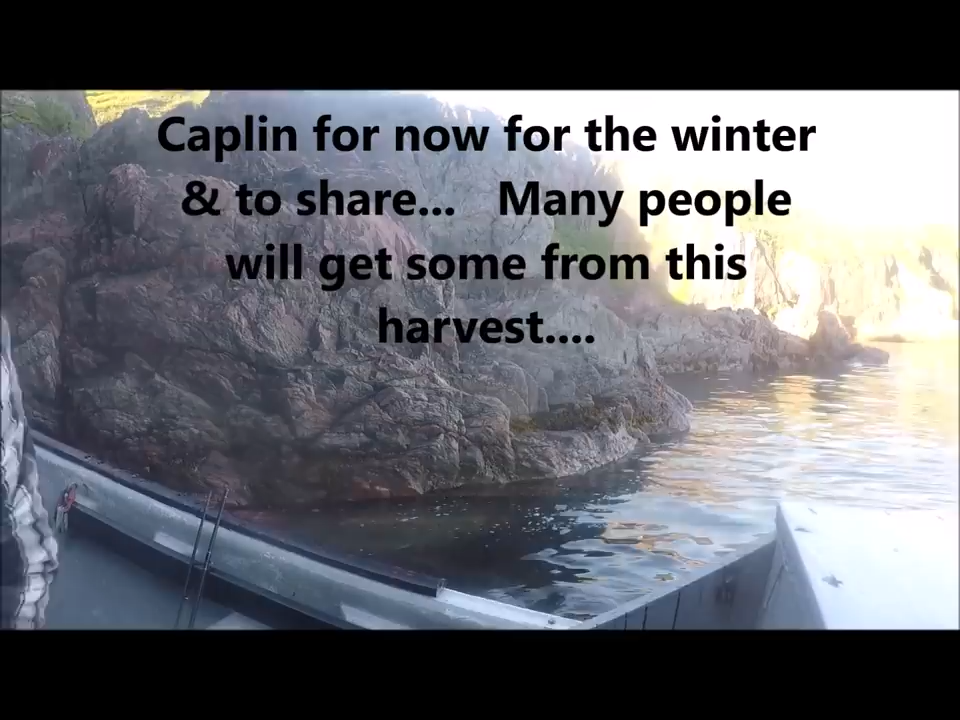 Caplin for now for the winter
& to share... Many people
will get some from this
harvest....